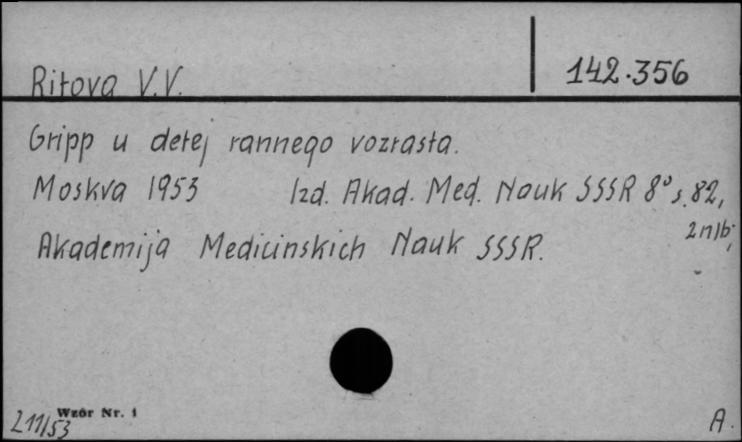 Ritova V.V.
142.356
Gripp u detej rannego vozrasta.
Moskva 1953 Izd. Akad. Med. Nauk SSSR 8° s. 82,
2 nlb;
Akademija Medicinskich Nauk SSSR.
Wzór Nr. 1
211/53
A.